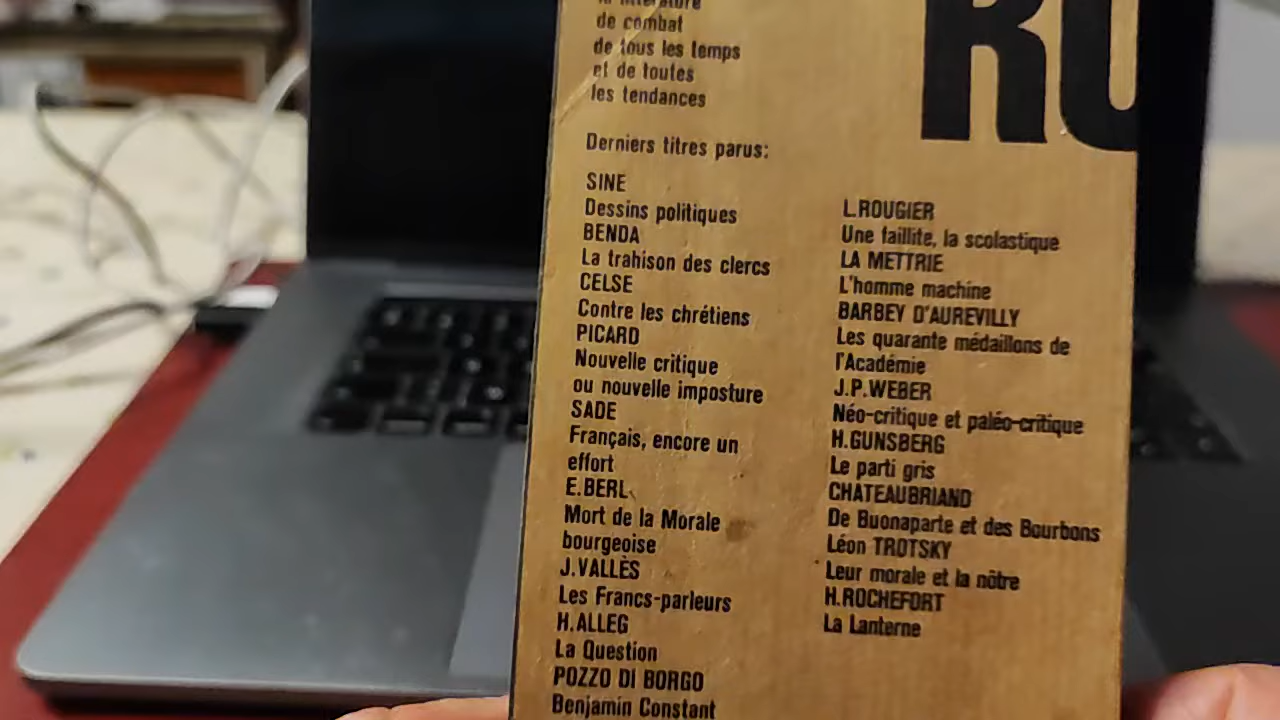 la littérature
de combat
de tous les temps
et de toutes
les tendances
RU
Derniers titres parus:
SINE
Dessins politiques
BENDA
La trahison des clercs
CELSE
Contre les chrétiens
PICARD
Nouvelle critique
ou nouvelle imposture
SADE
Français, encore un
effort
E.BERL
Mort de la Morale
bourgeoise
J.VALLÈS
Les Francs-parleurs
H.ALLEG
La Question
POZZO DI BORGO
Benjamin Constant
L.ROUGIER
Une faillite, la scolastique
LA METTRIE
L'homme machine
BARBEY D'AUREVILLY
Les quarante médaillons de
l'Académie
J.P.WEBER
Néo-critique et paléo-critique
H.GUNSBERG
Le parti gris
CHATEAUBRIAND
De Buonaparte et des Bourbons
Léon TROTSKY
Leur morale et la nôtre
H.ROCHEFORT
La Lanterne